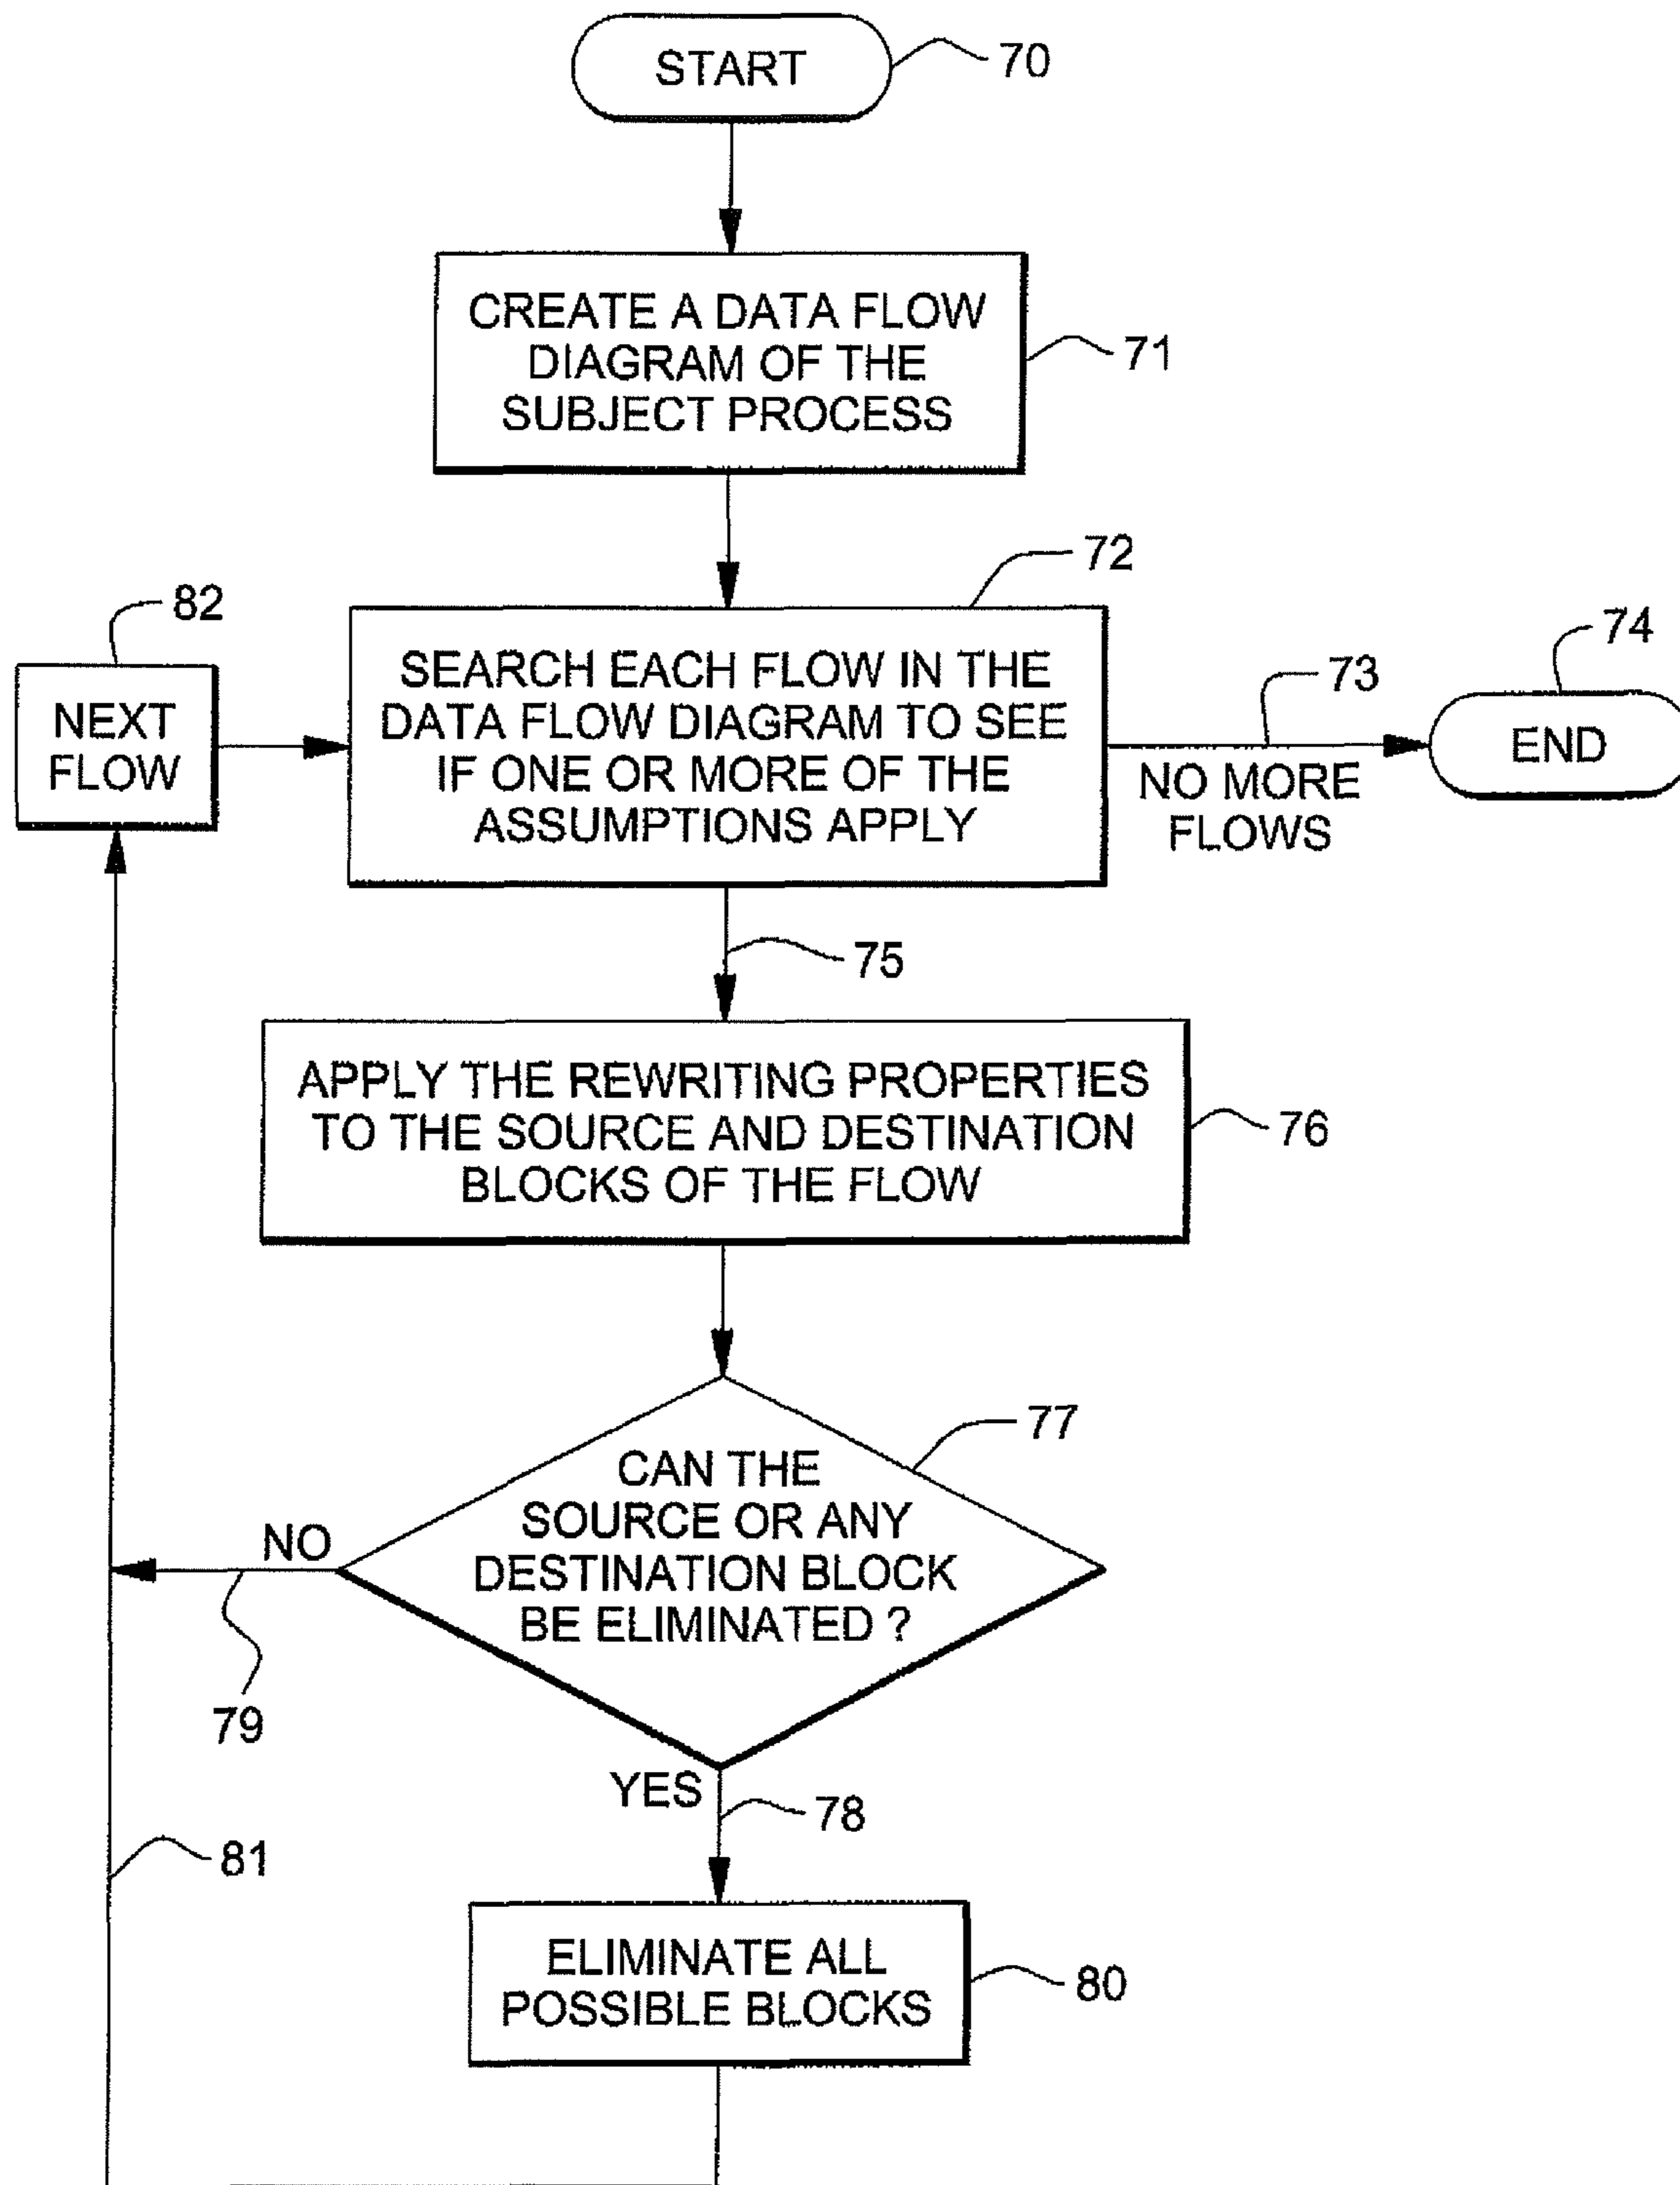 START
70
CREATE A DATA FLOW
DIAGRAM OF THE
SUBJECT PROCESS
71
72
82
SEARCH EACH FLOW IN THE
DATA FLOW DIAGRAM TO SEE
IF ONE OR MORE OF THE
ASSUMPTIONS APPLY
NEXT
FLOW
73
NO MORE
FLOWS
74
END
75
APPLY THE REWRITING PROPERTIES
TO THE SOURCE AND DESTINATION
BLOCKS OF THE FLOW
76
77
CAN THE
SOURCE OR ANY
DESTINATION BLOCK
BE ELIMINATED ?
NO
79
YES
78
81
ELIMINATE ALL
POSSIBLE BLOCKS
80